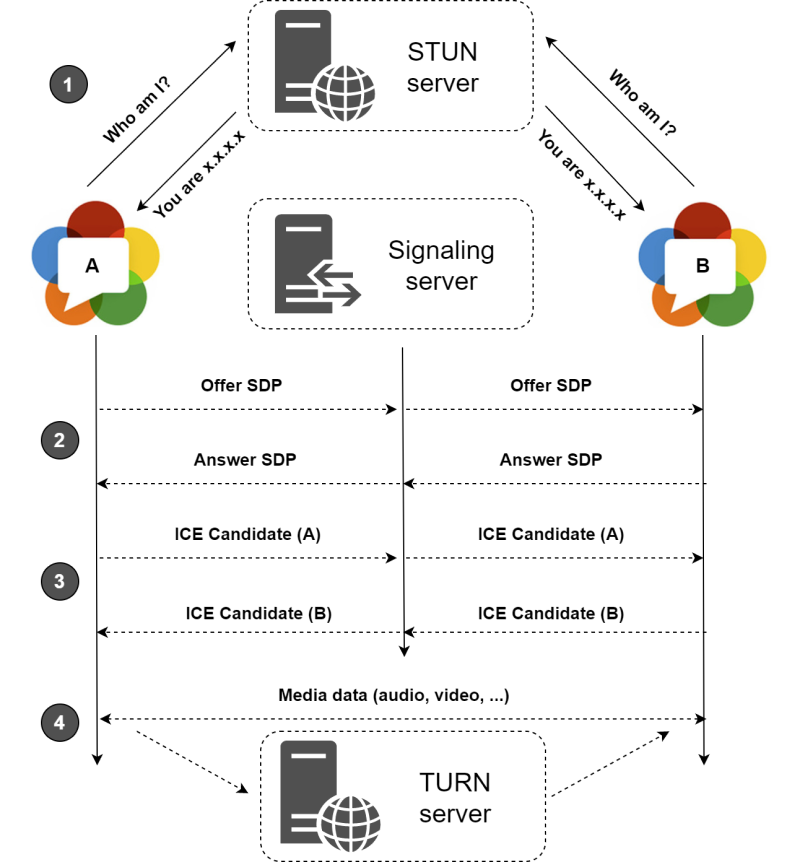 STUN
server
1
Who am I?
Who am I?
You are x.x.x.x
You are x.x.x.x
A
Signaling
server
B
Offer SDP
Offer SDP
2
Answer SDP
Answer SDP
ICE Candidate (A)
ICE Candidate (A)
3
ICE Candidate (B)
ICE Candidate (B)
Media data (audio, video, ...)
4
TURN
server